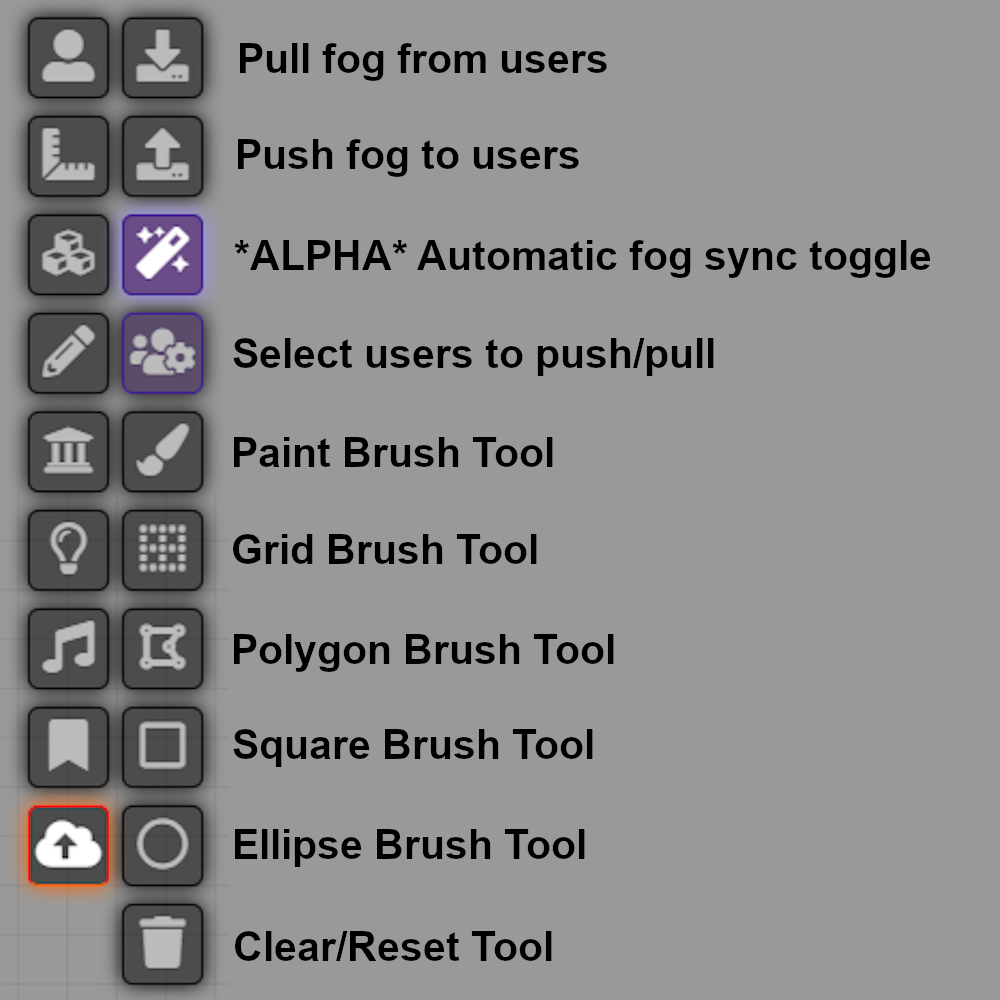 Pull fog from users
Push fog to users
*ALPHA* Automatic fog sync toggle
Select users to push/pull
Paint Brush Tool
Grid Brush Tool
Polygon Brush Tool
Square Brush Tool
Ellipse Brush Tool
Clear/Reset Tool